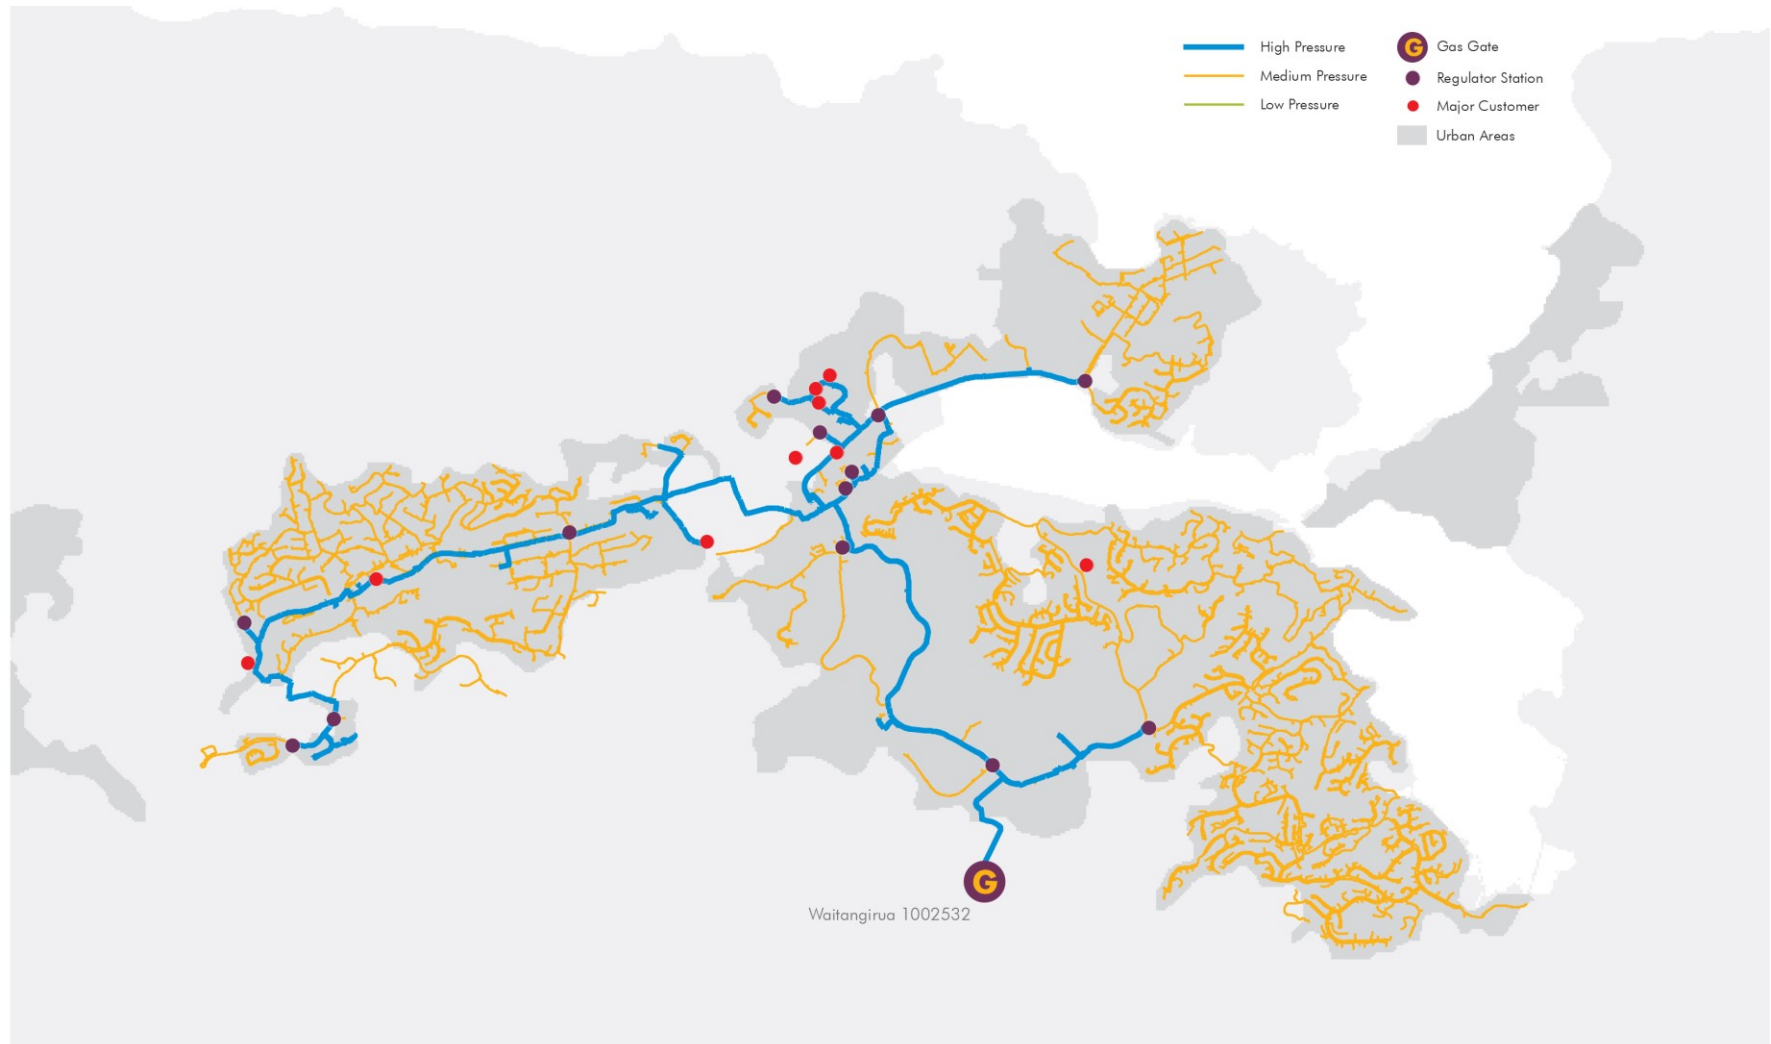 High Pressure
Medium Pressure
Low Pressure
G Gas Gate
Regulator Station
Major Customer
Urban Areas
G
Waitangirua 1002532